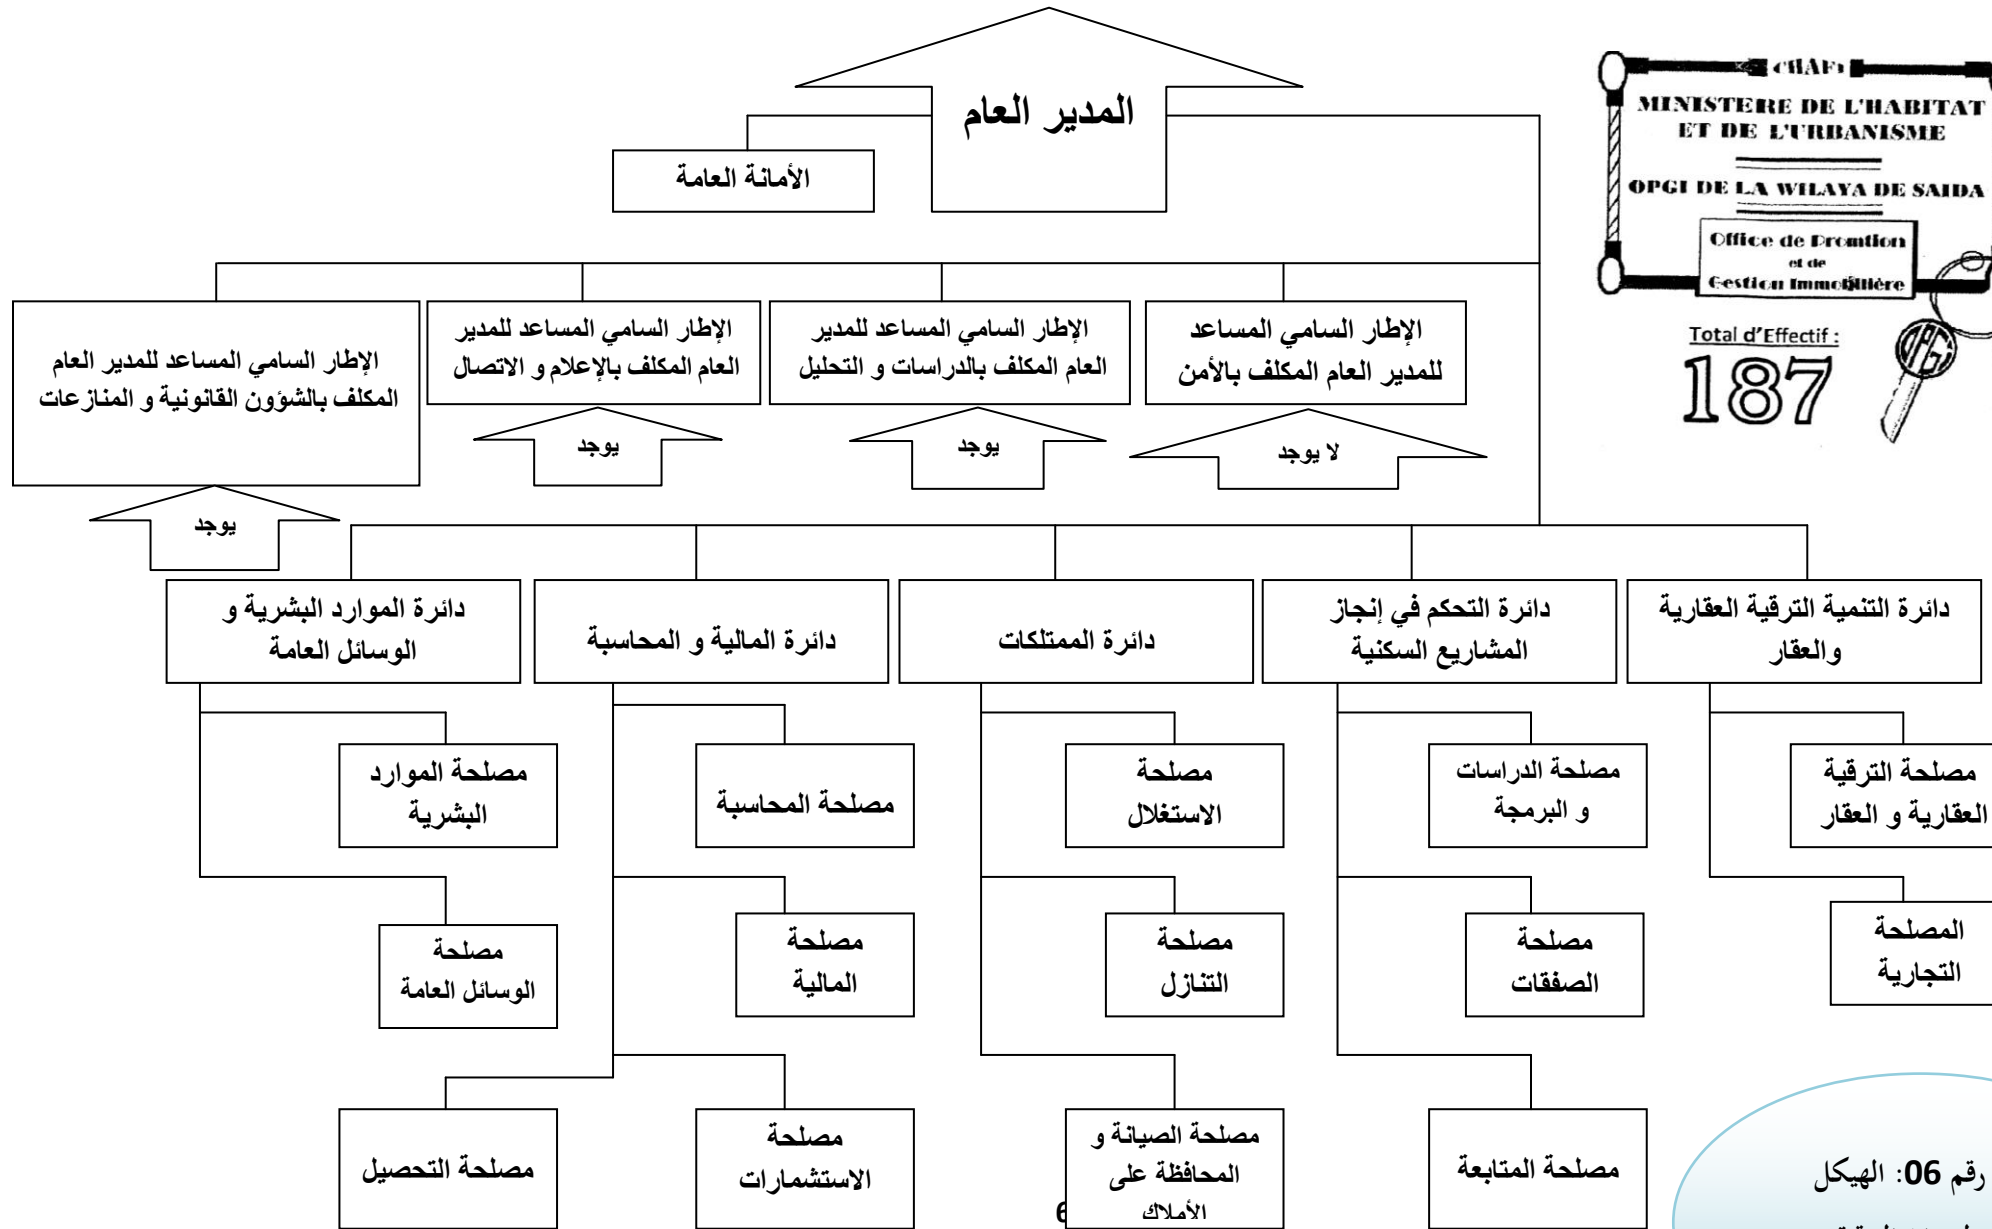 المدير العام
الأمانة العامة
MINISTERE DE L'HABITAT
ET DE L'URBANISME
OPGI DE LA WILAYA DE SAIDA
Office de Promtion
et de
Gestion Immobilière
Total d'Effectif :
187
الإطار السامي المساعد
للمدير العام المكلف بالأمن
لا يوجد
الإطار السامي المساعد للمدير
العام المكلف بالدراسات و التحليل
يوجد
الإطار السامي المساعد للمدير
العام المكلف بالإعلام و الاتصال
يوجد
الإطار السامي المساعد للمدير العام
المكلف بالشؤون القانونية و المنازعات
يوجد
دائرة التنمية الترقية العقارية
والعقار
دائرة التحكم في إنجاز
المشاريع السكنية
دائرة الممتلكات
دائرة المالية و المحاسبة
دائرة الموارد البشرية و
الوسائل العامة
مصلحة الترقية
العقارية و العقار
مصلحة الدراسات
و البرمجة
مصلحة
الاستغلال
مصلحة المحاسبة
مصلحة الموارد
البشرية
المصلحة
التجارية
مصلحة
الصفقات
مصلحة
التنازل
مصلحة
المالية
مصلحة
الوسائل العامة
مصلحة المتابعة
مصلحة الصيانة و
المحافظة على
الأملاك
مصلحة
الاستشمارات
مصلحة التحصيل
رقم 06: الهيكل
6